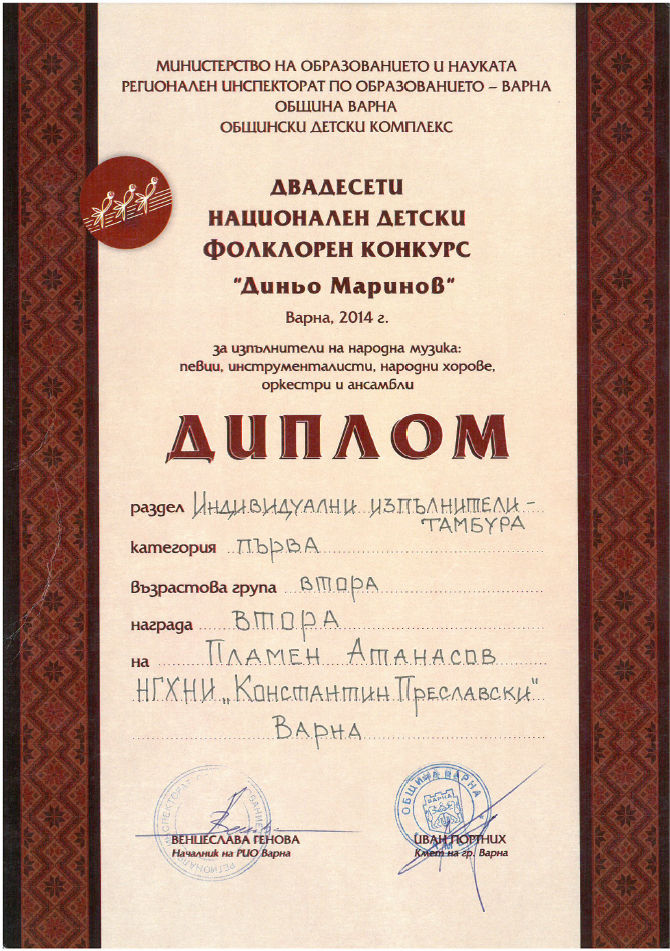 МИНИСТЕРСТВО НА ОБРАЗОВАНИЕТО И НАУКАТА
РЕГИОНАЛЕН ИНСПЕКТОРАТ ПО ОБРАЗОВАНИЕТО – ВАРНА
ОБЩИНА ВАРНА
ОБЩИНСКИ ДЕТСКИ КОМПЛЕКС
ДВАДЕСЕТИ
НАЦИОНАЛЕН ДЕТСКИ
ФОЛКЛОРЕН КОНКУРС
"Диньо Маринов"
Варна, 2014 г.
за изпълнители на народна музика:
певци, инструменталисти, народни хорове,
оркестри и ансамбли
ДИПЛОМ
раздел Индивидуални изпълнители –
тамбура
категория първа
възрастова група втора
награда втора
на Пламен Атанасов
НГХНИ „Константин Преславски"
Варна
ОБЩИНА ВАРНА
ВАРНА
ВЕНЦЕСЛАВА ГЕНОВА
Началник на РИО Варна
ИВАН ПОРТНИХ
Кмет на гр. Варна